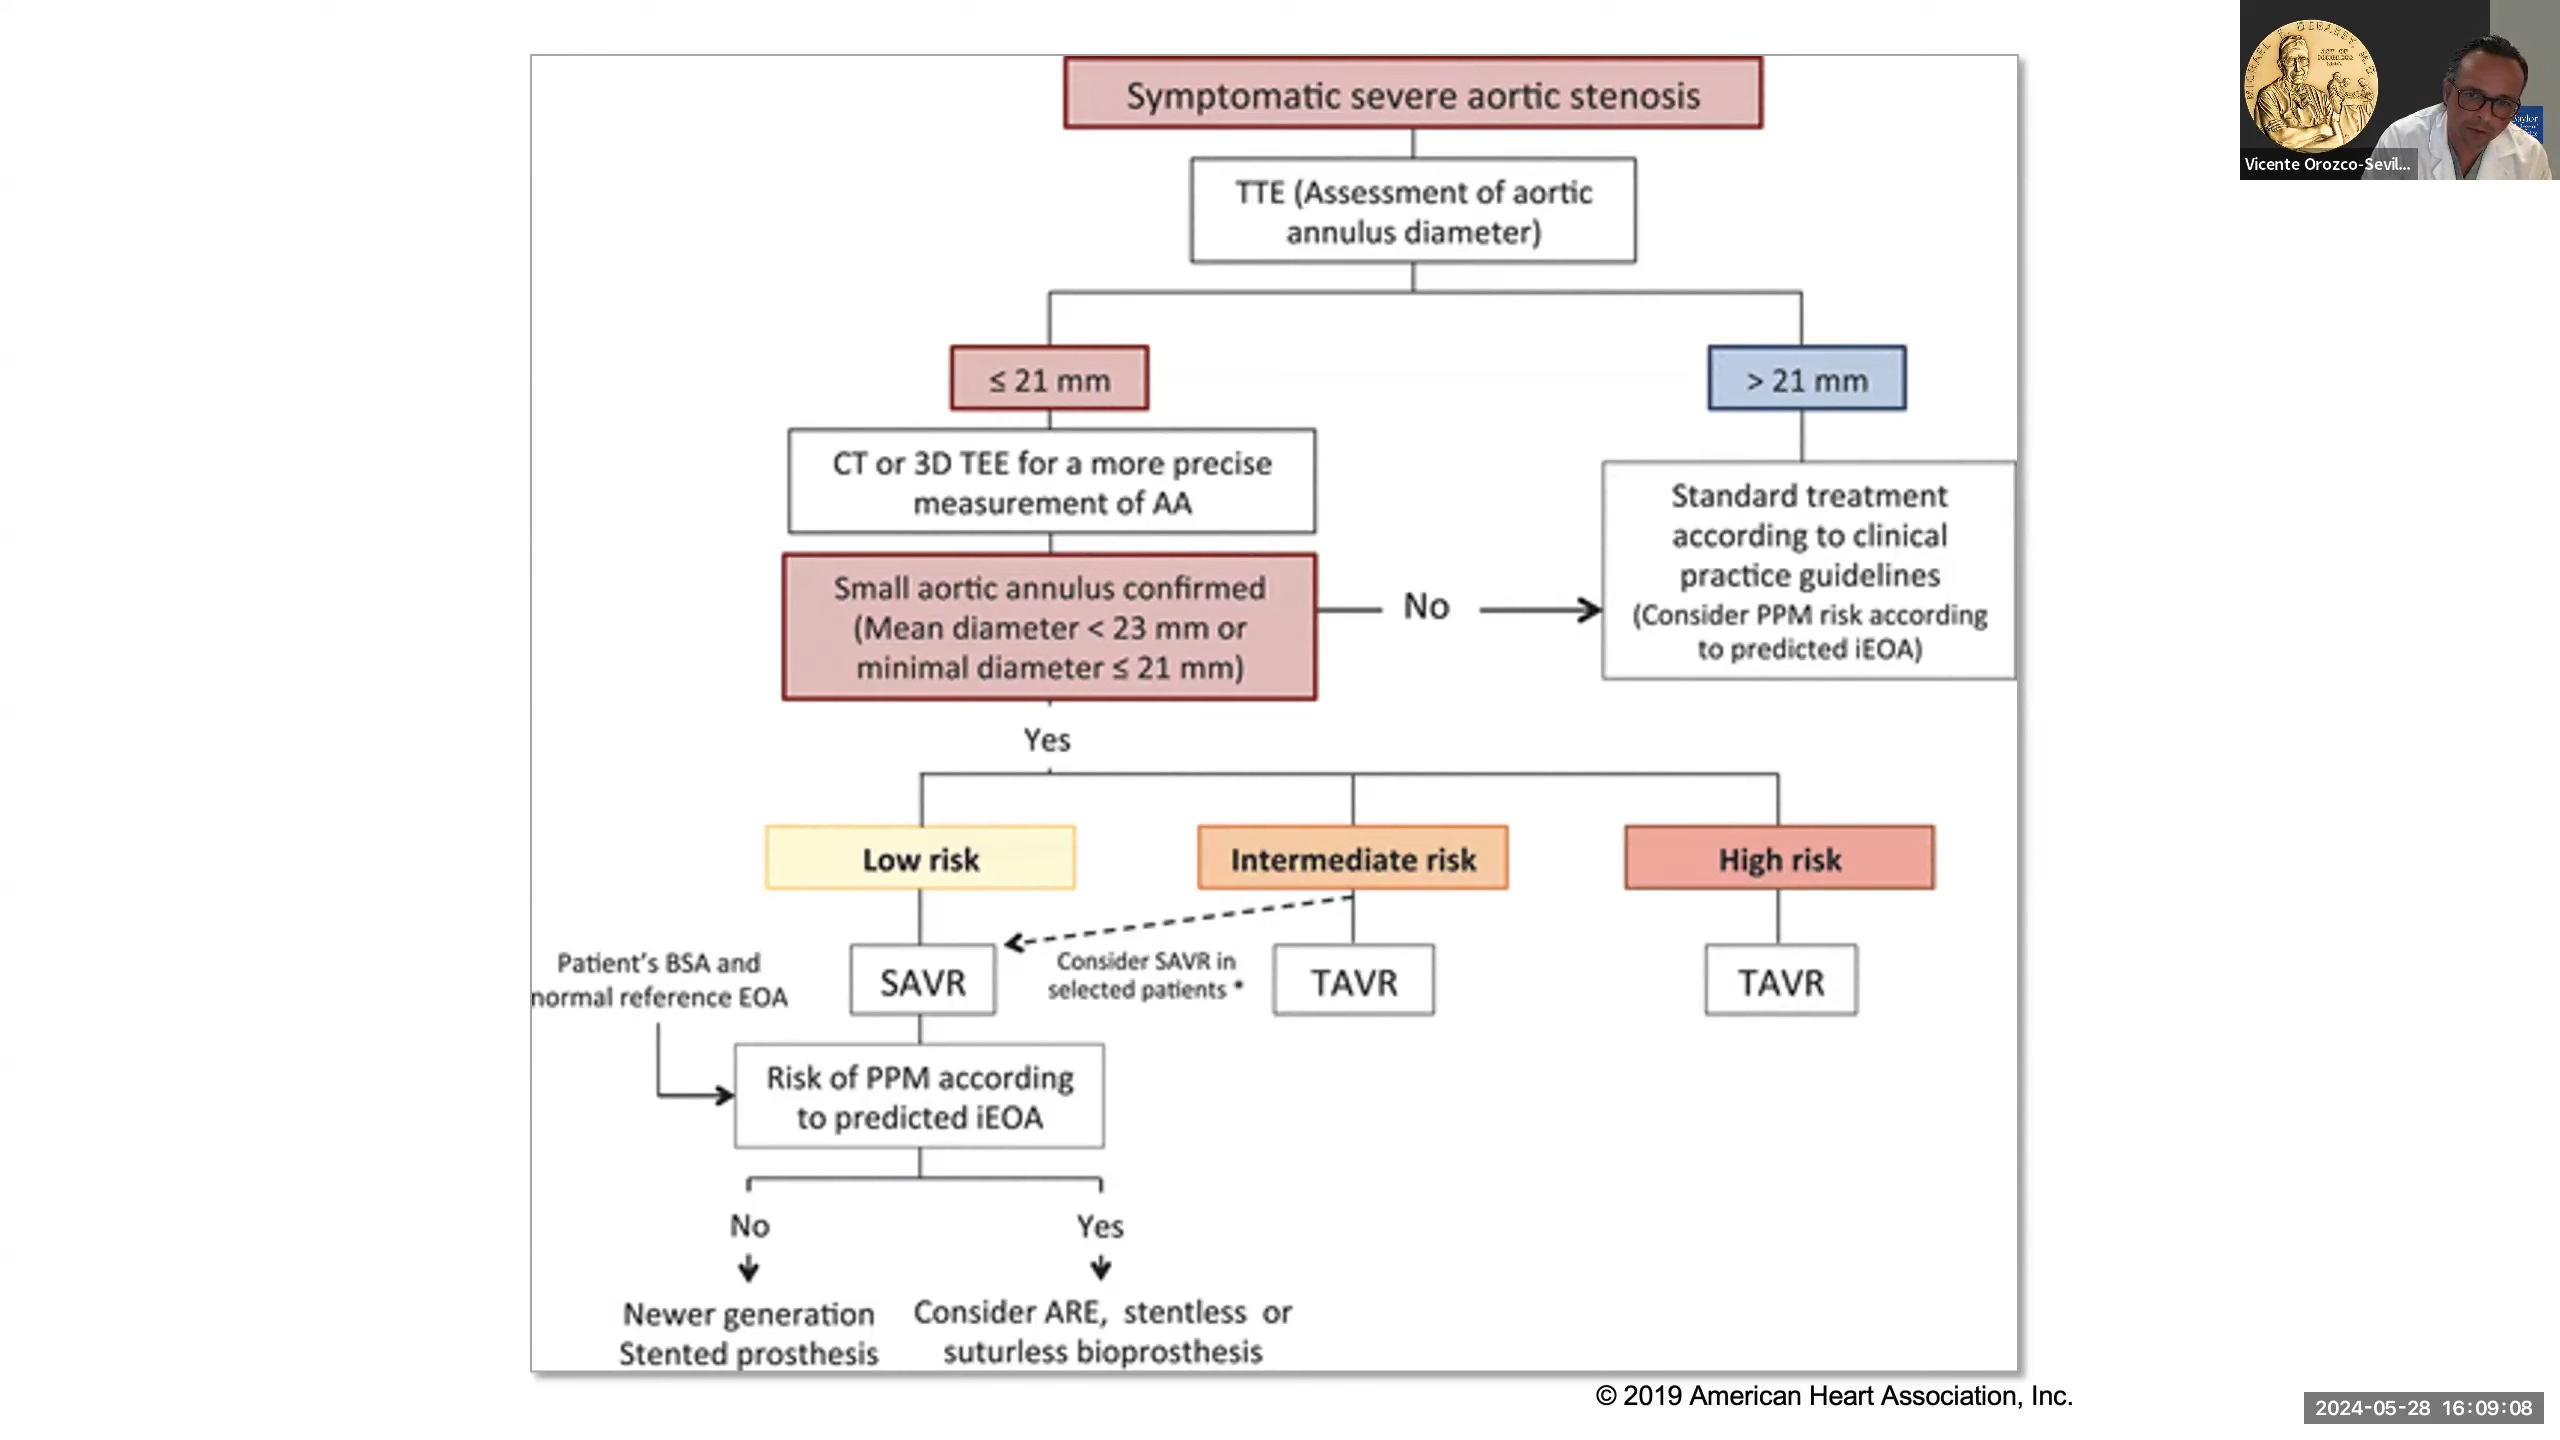 Symptomatic severe aortic stenosis
TTE (Assessment of aortic
annulus diameter)
≤ 21 mm
> 21 mm
CT or 3D TEE for a more precise
measurement of AA
Standard treatment
according to clinical
practice guidelines
(Consider PPM risk according
to predicted iEOA)
Small aortic annulus confirmed
(Mean diameter < 23 mm or
minimal diameter ≤ 21 mm)
No
Yes
Low risk
Intermediate risk
High risk
Patient's BSA and
normal reference EOA
SAVR
Consider SAVR in
selected patients *
TAVR
TAVR
Risk of PPM according
to predicted iEOA
No
Yes
Newer generation
Stented prosthesis
Consider ARE, stentless or
suturless bioprosthesis
© 2019 American Heart Association, Inc.
Vicente Orozco-Sevil...
2024-05-28 16:09:08